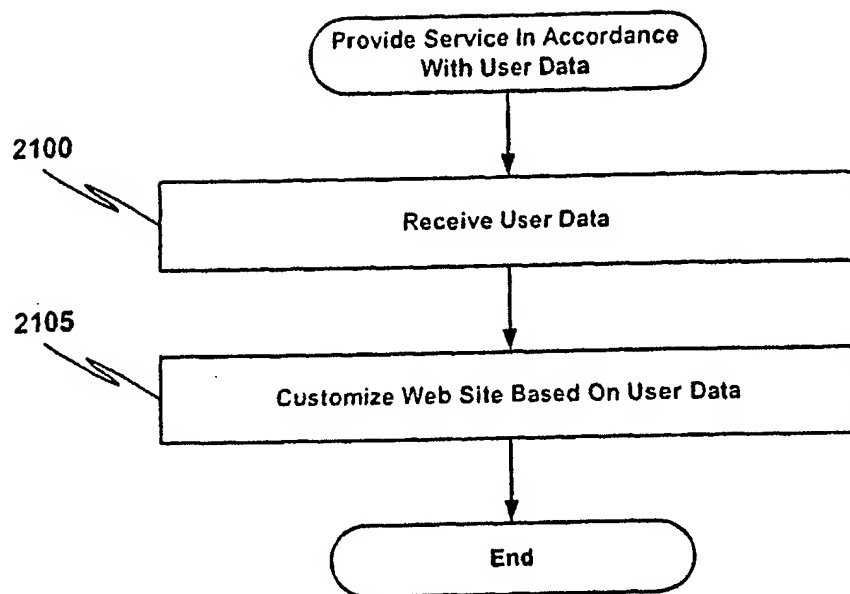 Provide Service In Accordance
With User Data
2100
Receive User Data
2105
Customize Web Site Based On User Data
End